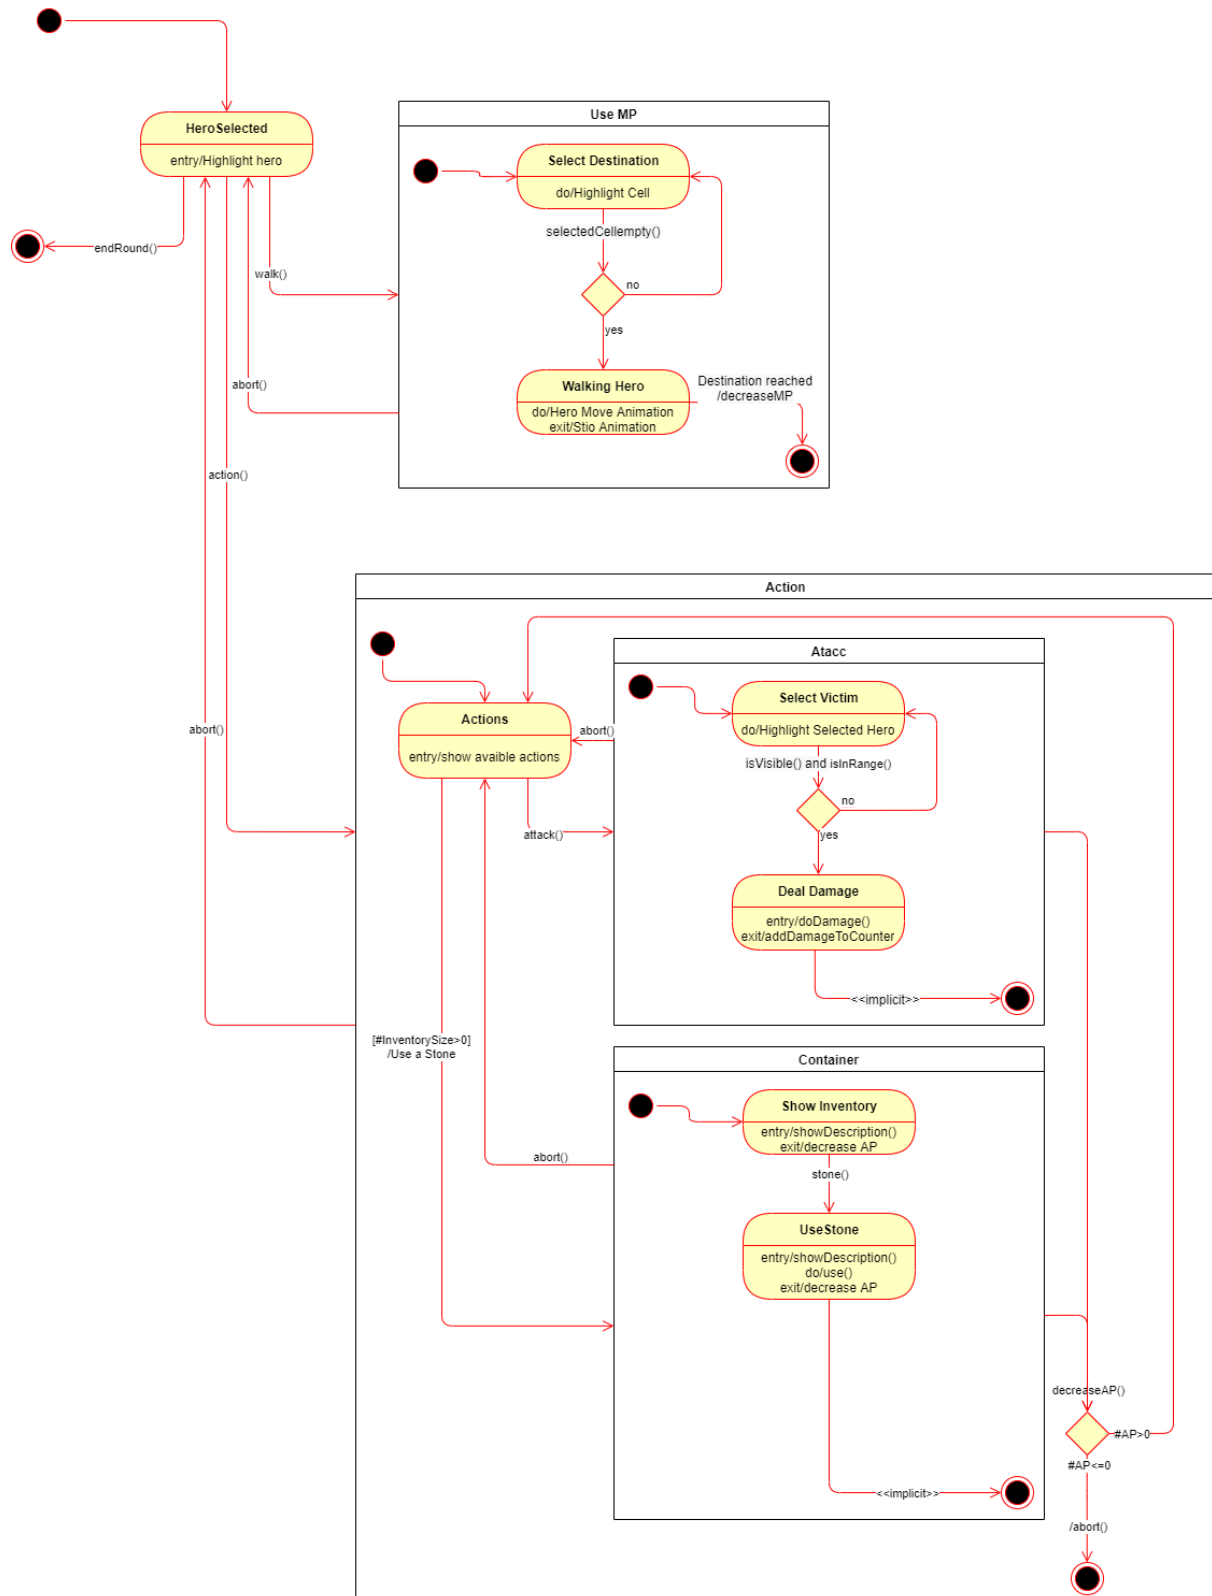 HeroSelected
entry/Highlight hero
endRound()
walk()
abort()
action()
abort()
Use MP
Select Destination
do/Highlight Cell
selectedCellempty()
no
yes
Walking Hero
do/Hero Move Animation
exit/Stio Animation
Destination reached
/decreaseMP
Action
Actions
entry/show avaible actions
abort()
attack()
Atacc
Select Victim
do/Highlight Selected Hero
isVisible() and isInRange()
no
yes
Deal Damage
entry/doDamage()
exit/addDamageToCounter
<<implicit>>
[#InventorySize>0]
/Use a Stone
abort()
Container
Show Inventory
entry/showDescription()
exit/decrease AP
stone()
UseStone
entry/showDescription()
do/use()
exit/decrease AP
<<implicit>>
decreaseAP()
#AP>0
#AP<=0
/abort()